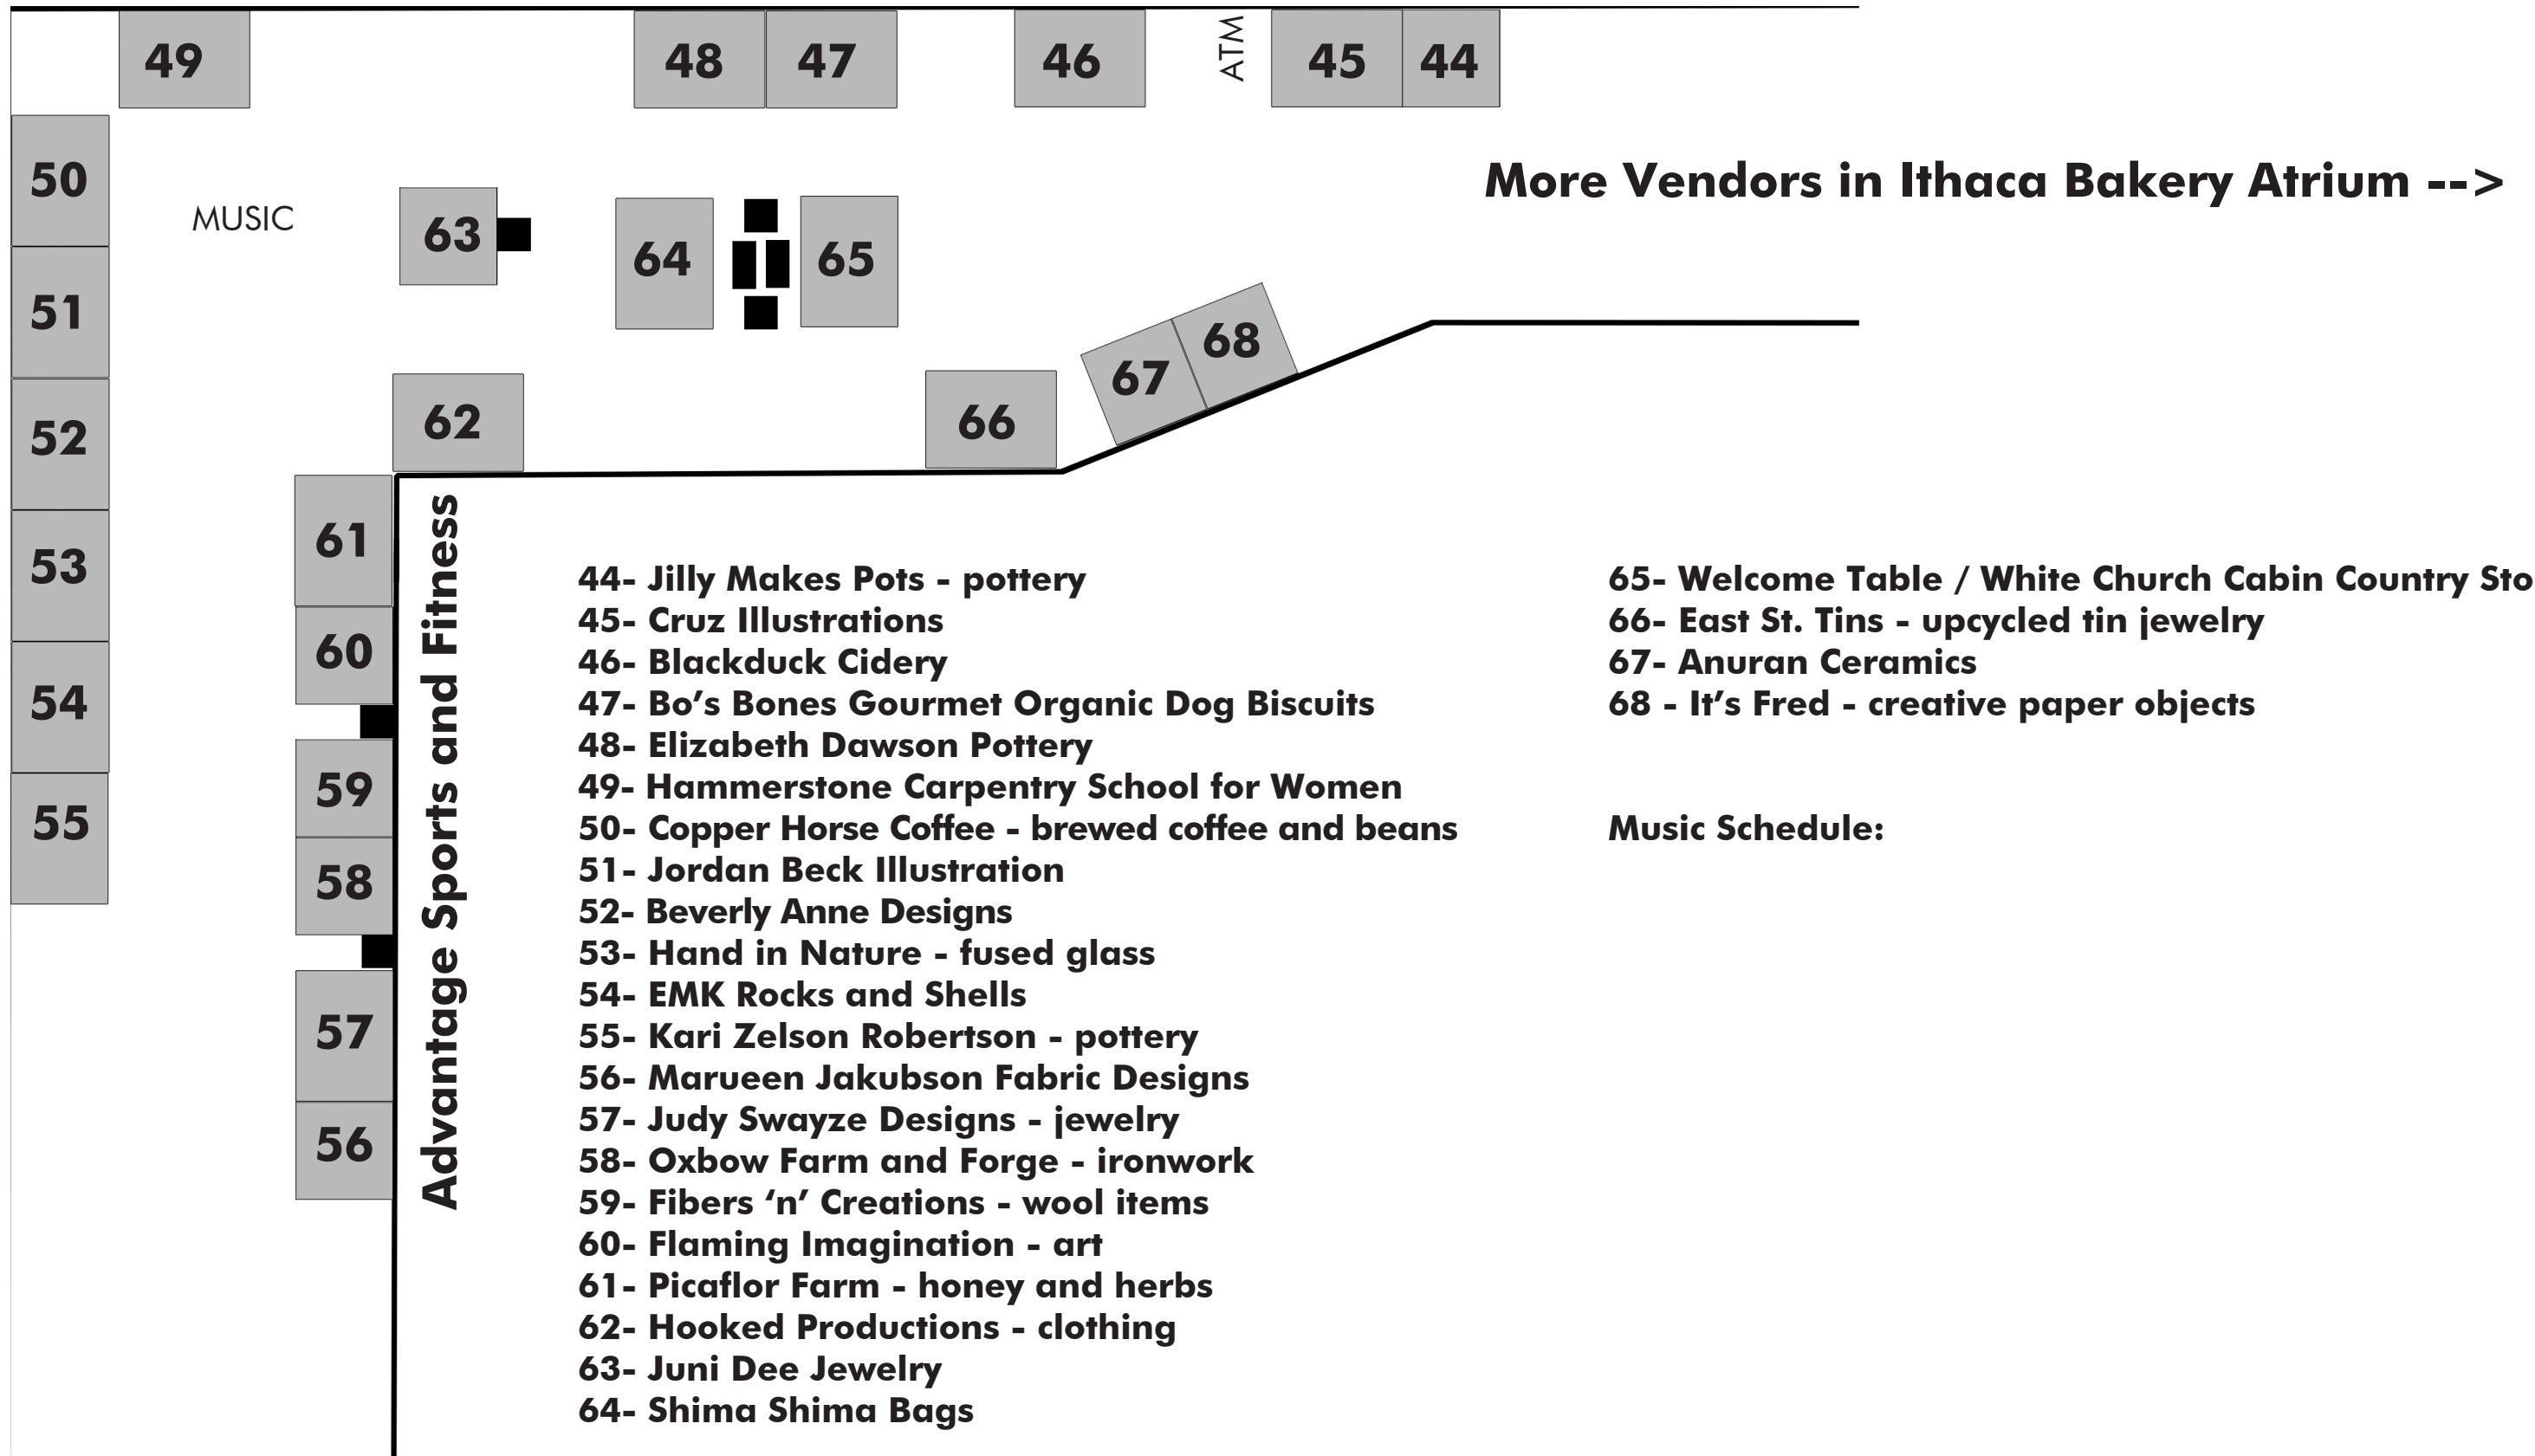 49
48
47
46
ATM
45
44
50
MUSIC
63
64
65
More Vendors in Ithaca Bakery Atrium -->
51
67
68
52
62
66
53
61
60
54
59
55
58
57
56
Advantage Sports and Fitness
44- Jilly Makes Pots - pottery
45- Cruz Illustrations
46- Blackduck Cidery
47- Bo’s Bones Gourmet Organic Dog Biscuits
48- Elizabeth Dawson Pottery
49- Hammerstone Carpentry School for Women
50- Copper Horse Coffee - brewed coffee and beans
51- Jordan Beck Illustration
52- Beverly Anne Designs
53- Hand in Nature - fused glass
54- EMK Rocks and Shells
55- Kari Zelson Robertson - pottery
56- Marueen Jakubson Fabric Designs
57- Judy Swayze Designs - jewelry
58- Oxbow Farm and Forge - ironwork
59- Fibers ‘n’ Creations - wool items
60- Flaming Imagination - art
61- Picaflor Farm - honey and herbs
62- Hooked Productions - clothing
63- Juni Dee Jewelry
64- Shima Shima Bags
65- Welcome Table / White Church Cabin Country Sto
66- East St. Tins - upcycled tin jewelry
67- Anuran Ceramics
68 - It’s Fred - creative paper objects
Music Schedule: